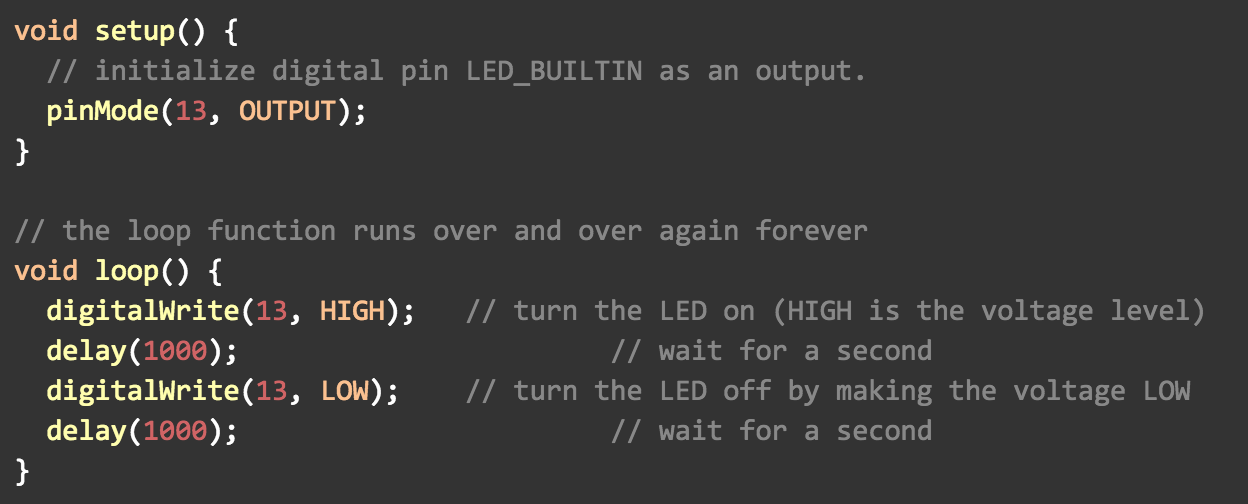 void setup() {
  // initialize digital pin LED_BUILTIN as an output.
  pinMode(13, OUTPUT);
}

// the loop function runs over and over again forever
void loop() {
  digitalWrite(13, HIGH);   // turn the LED on (HIGH is the voltage level)
  delay(1000);                       // wait for a second
  digitalWrite(13, LOW);    // turn the LED off by making the voltage LOW
  delay(1000);                       // wait for a second
}